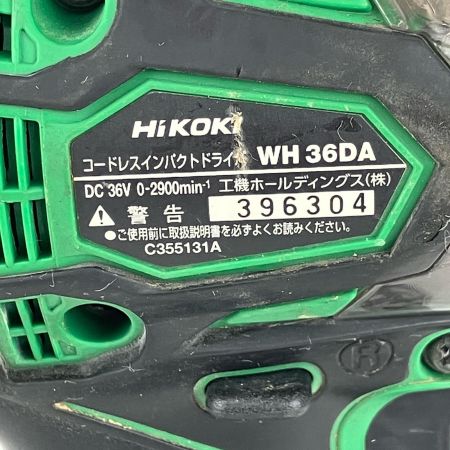 HiKOKI
コードレスインパクトドライバ WH 36DA
DC 36V 0-2900min-1 工機ホールディングス(株)
警告 396304
●ご使用前に取扱説明書を必ずよくお読みください。
C355131A
®